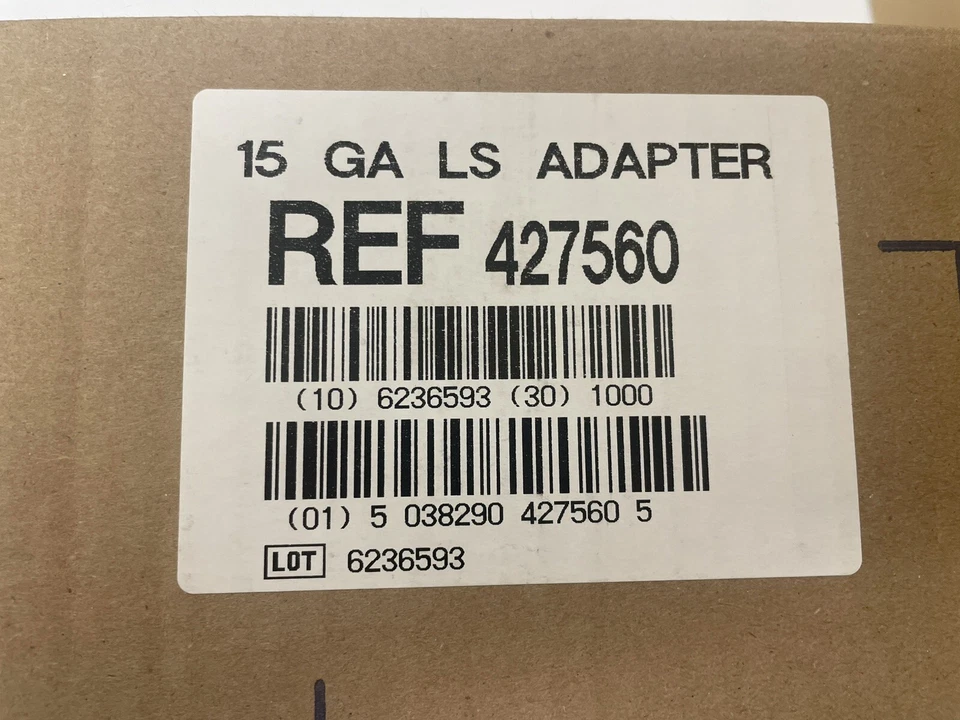 15 GA LS ADAPTER
REF 427560
(10) 6236593 (30) 1000
(01) 5 038290 427560 5
LOT 6236593